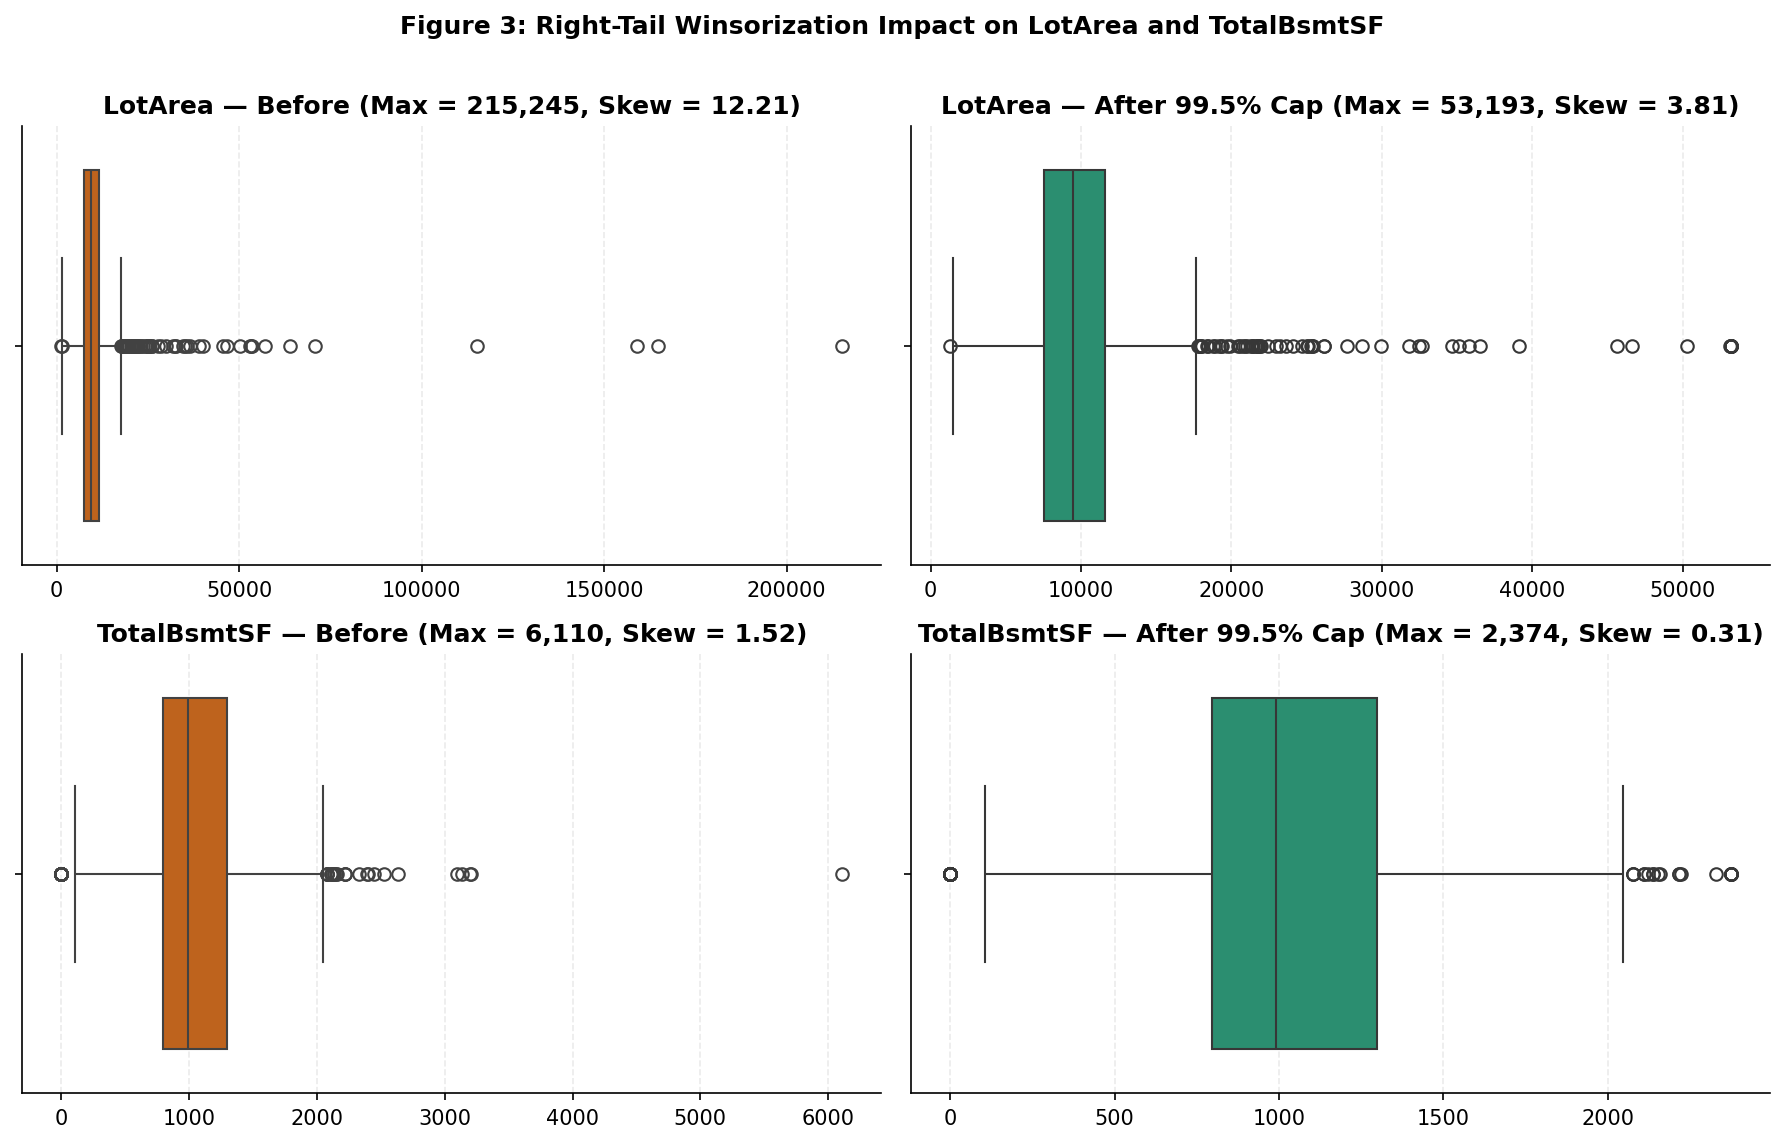 Figure 3: Right-Tail Winsorization Impact on LotArea and TotalBsmtSF
LotArea — Before (Max = 215,245, Skew = 12.21)
0 50000 100000 150000 200000
LotArea — After 99.5% Cap (Max = 53,193, Skew = 3.81)
0 10000 20000 30000 40000 50000
TotalBsmtSF — Before (Max = 6,110, Skew = 1.52)
0 1000 2000 3000 4000 5000 6000
TotalBsmtSF — After 99.5% Cap (Max = 2,374, Skew = 0.31)
0 500 1000 1500 2000